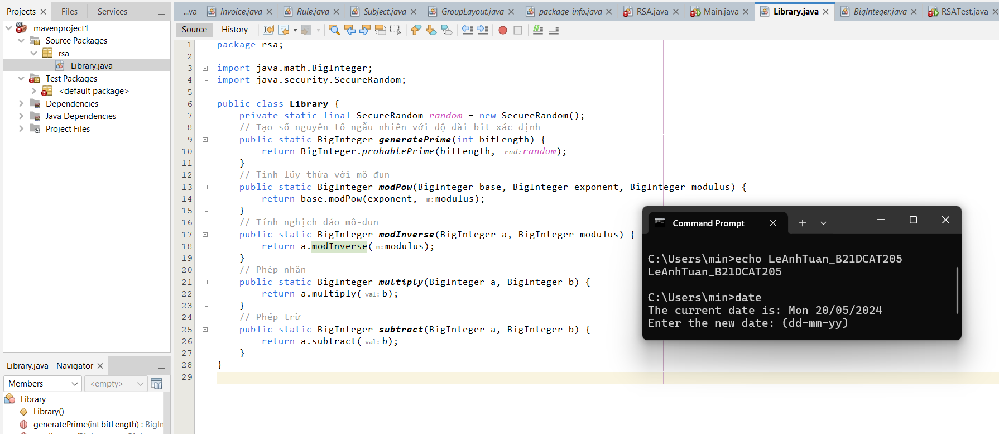 Projects Files Services
mavenproject1
Source Packages
rsa
Library.java
Test Packages
<default package>
Dependencies
Java Dependencies
Project Files
Library.java - Navigator
Members <empty>
Library
Library()
generatePrime(int bitLength) : BigIn
...va Invoice.java Rule.java Subject.java GroupLayout.java package-info.java RSA.java Main.java Library.java BigInteger.java RSATest.java
Source History
1 package rsa;
2
3 import java.math.BigInteger;
4 import java.security.SecureRandom;
5
6 public class Library {
7 private static final SecureRandom random = new SecureRandom();
8 // Tạo số nguyên tố ngẫu nhiên với độ dài bit xác định
9 public static BigInteger generatePrime(int bitLength) {
10 return BigInteger.probablePrime(bitLength, rnd:random);
11 }
12 // Tính lũy thừa với mô-đun
13 public static BigInteger modPow(BigInteger base, BigInteger exponent, BigInteger modulus) {
14 return base.modPow(exponent, m:modulus);
15 }
16 // Tính nghịch đảo mô-đun
17 public static BigInteger modInverse(BigInteger a, BigInteger modulus) {
18 return a.modInverse(m:modulus);
19 }
20 // Phép nhân
21 public static BigInteger multiply(BigInteger a, BigInteger b) {
22 return a.multiply(val:b);
23 }
24 // Phép trừ
25 public static BigInteger subtract(BigInteger a, BigInteger b) {
26 return a.subtract(val:b);
27 }
28 }
29
Command Prompt
C:\Users\min>echo LeAnhTuan_B21DCAT205
LeAnhTuan_B21DCAT205
C:\Users\min>date
The current date is: Mon 20/05/2024
Enter the new date: (dd-mm-yy)